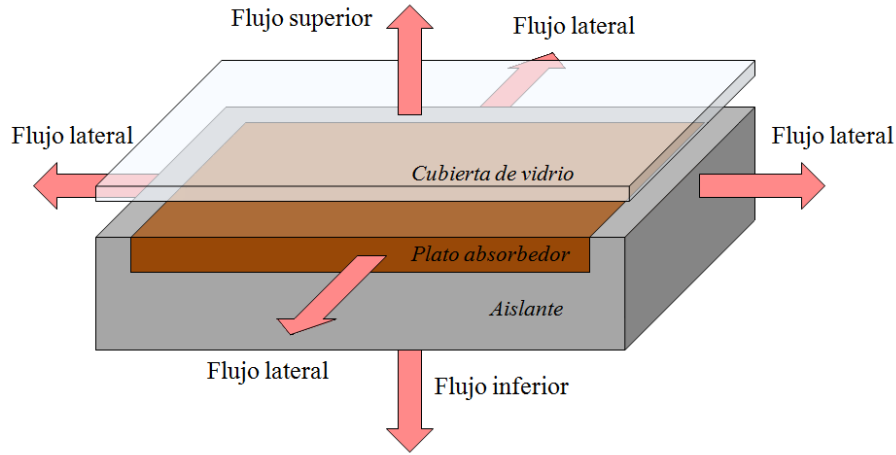 Flujo superior
Flujo lateral
Flujo lateral
Flujo lateral
Cubierta de vidrio
Plato absorbedor
Aislante
Flujo lateral
Flujo inferior